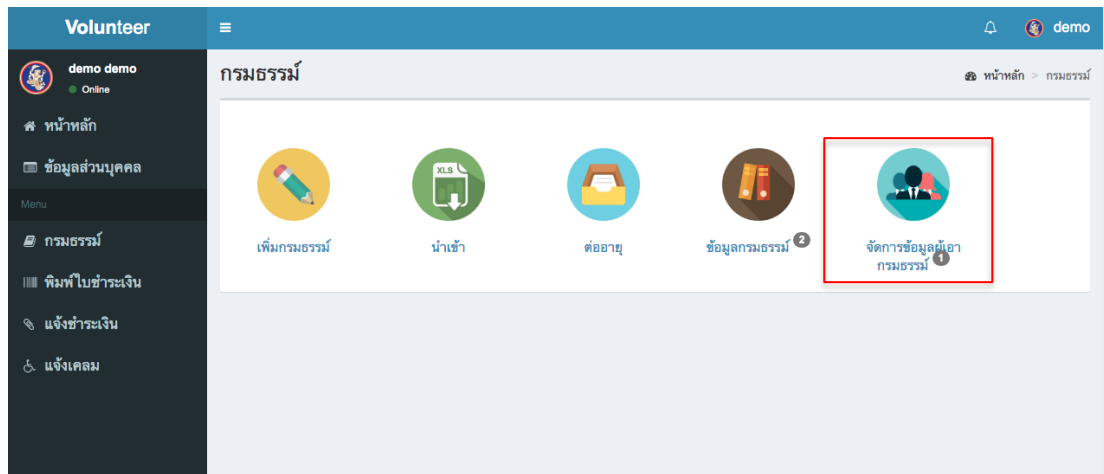 Volunteer
demo
demo demo
Online
หน้าหลัก
ข้อมูลส่วนบุคคล
Menu
กรมธรรม์
พิมพ์ใบชำระเงิน
แจ้งชำระเงิน
แจ้งเคลม
กรมธรรม์
หน้าหลัก > กรมธรรม์
XLS
เพิ่มกรมธรรม์
นำเข้า
ต่ออายุ
ข้อมูลกรมธรรม์ 2
จัดการข้อมูลผู้เอา
กรมธรรม์ 1